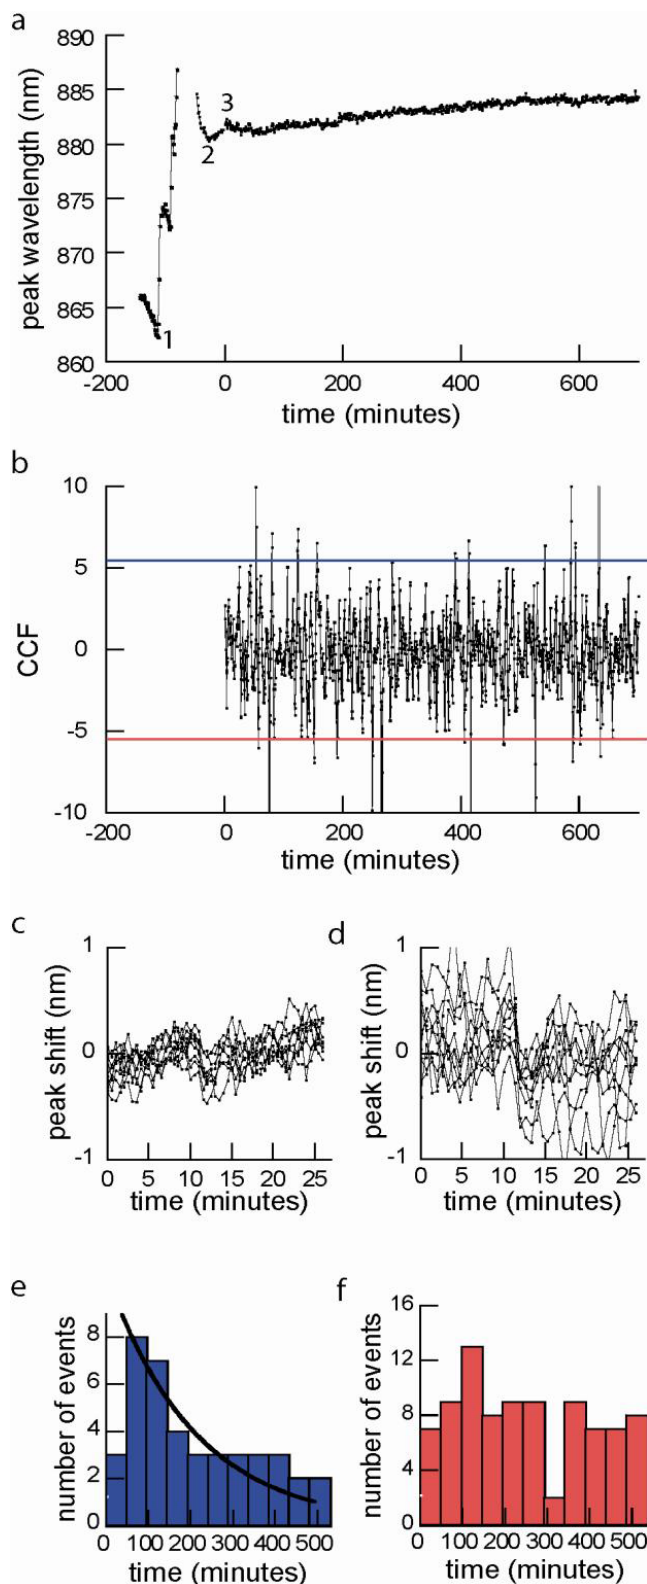 a
890
885
880
875
870
865
860
peak wavelength (nm)
1
2
3
-200 0 200 400 600
time (minutes)
b
10
5
0
-5
-10
CCF
-200 0 200 400 600
time (minutes)
c
1
0
-1
peak shift (nm)
0 5 10 15 20 25
time (minutes)
d
1
0
-1
peak shift (nm)
0 5 10 15 20 25
time (minutes)
e
8
6
4
2
0
number of events
0 100 200 300 400 500
time (minutes)
f
16
12
8
4
0
number of events
0 100 200 300 400 500
time (minutes)